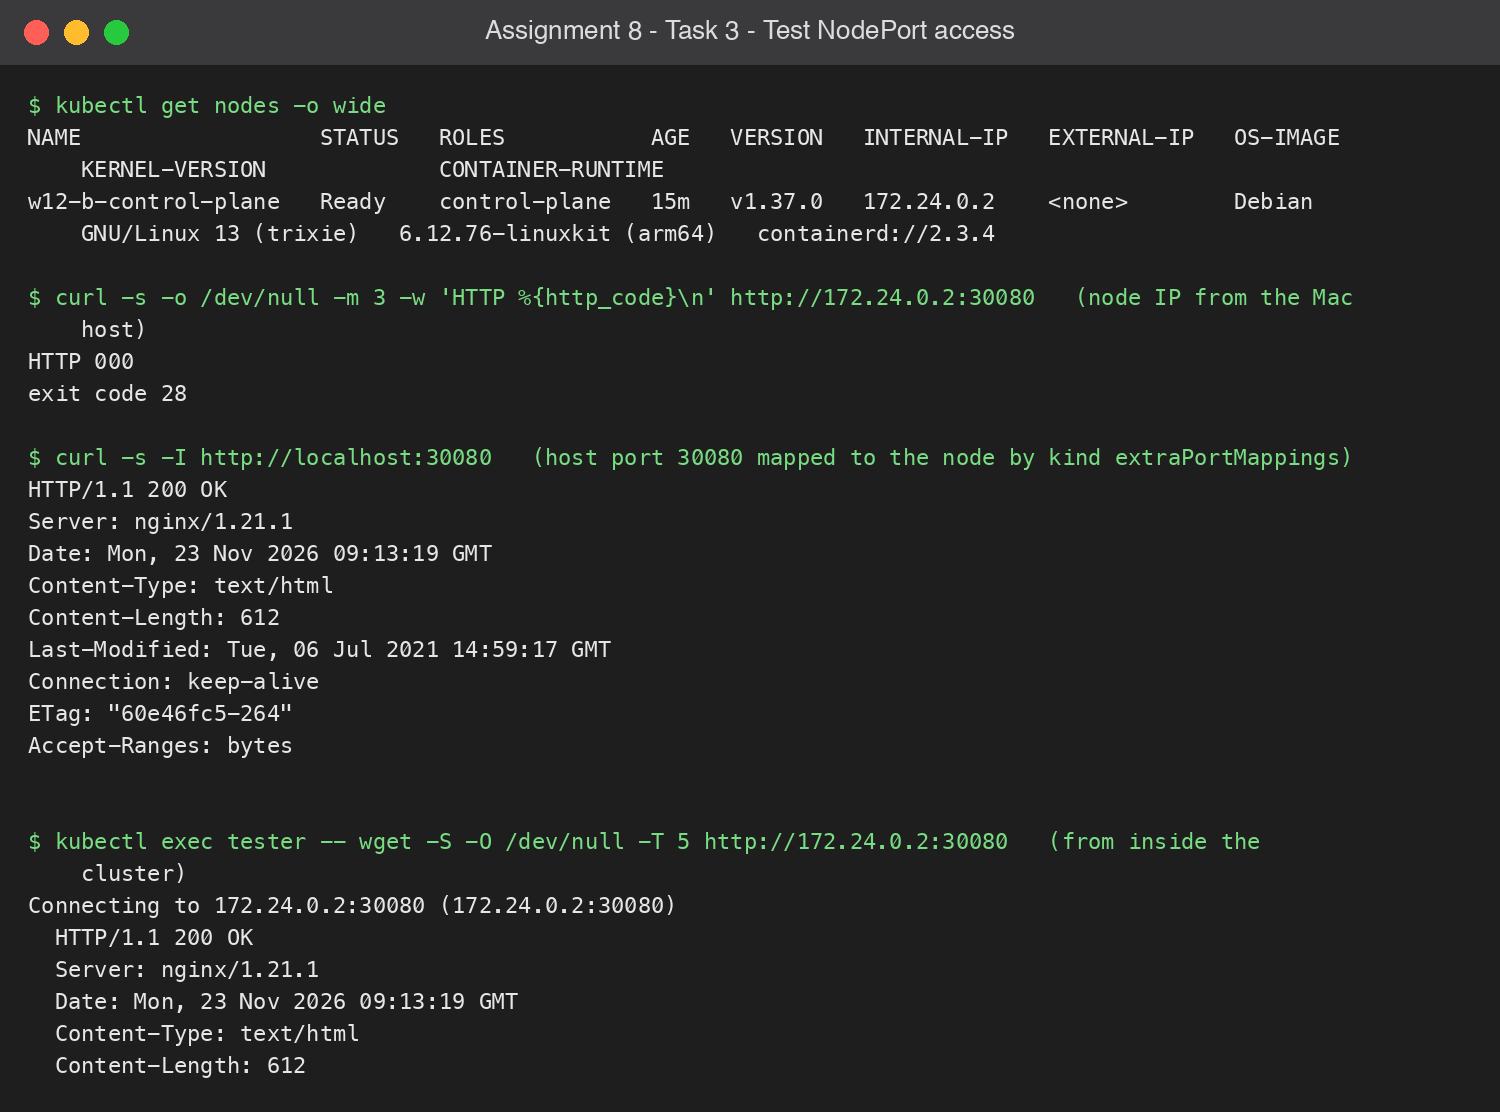 Assignment 8 - Task 3 - Test NodePort access
$ kubectl get nodes -o wide
NAME                  STATUS   ROLES           AGE   VERSION   INTERNAL-IP   EXTERNAL-IP   OS-IMAGE
    KERNEL-VERSION             CONTAINER-RUNTIME
w12-b-control-plane   Ready    control-plane   15m   v1.37.0   172.24.0.2    <none>        Debian
    GNU/Linux 13 (trixie)   6.12.76-linuxkit (arm64)   containerd://2.3.4
$ curl -s -o /dev/null -m 3 -w 'HTTP %{http_code}\n' http://172.24.0.2:30080   (node IP from the Mac
    host)
HTTP 000
exit code 28
$ curl -s -I http://localhost:30080   (host port 30080 mapped to the node by kind extraPortMappings)
HTTP/1.1 200 OK
Server: nginx/1.21.1
Date: Mon, 23 Nov 2026 09:13:19 GMT
Content-Type: text/html
Content-Length: 612
Last-Modified: Tue, 06 Jul 2021 14:59:17 GMT
Connection: keep-alive
ETag: "60e46fc5-264"
Accept-Ranges: bytes
$ kubectl exec tester -- wget -S -O /dev/null -T 5 http://172.24.0.2:30080   (from inside the
    cluster)
Connecting to 172.24.0.2:30080 (172.24.0.2:30080)
  HTTP/1.1 200 OK
  Server: nginx/1.21.1
  Date: Mon, 23 Nov 2026 09:13:19 GMT
  Content-Type: text/html
  Content-Length: 612